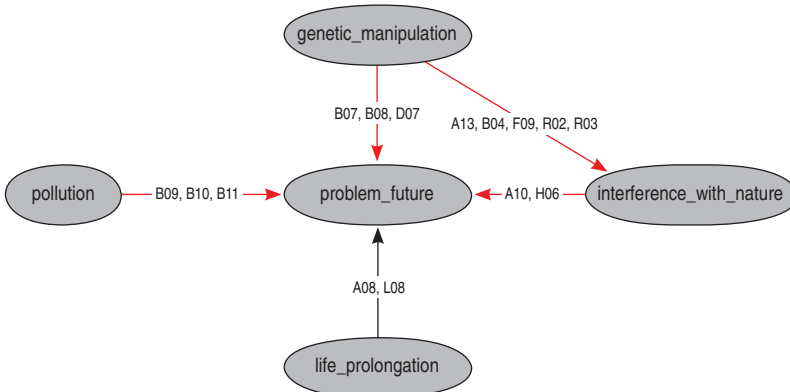 genetic_manipulation
B07, B08, D07
A13, B04, F09, R02, R03
pollution
B09, B10, B11
problem_future
A10, H06
interference_with_nature
A08, L08
life_prolongation